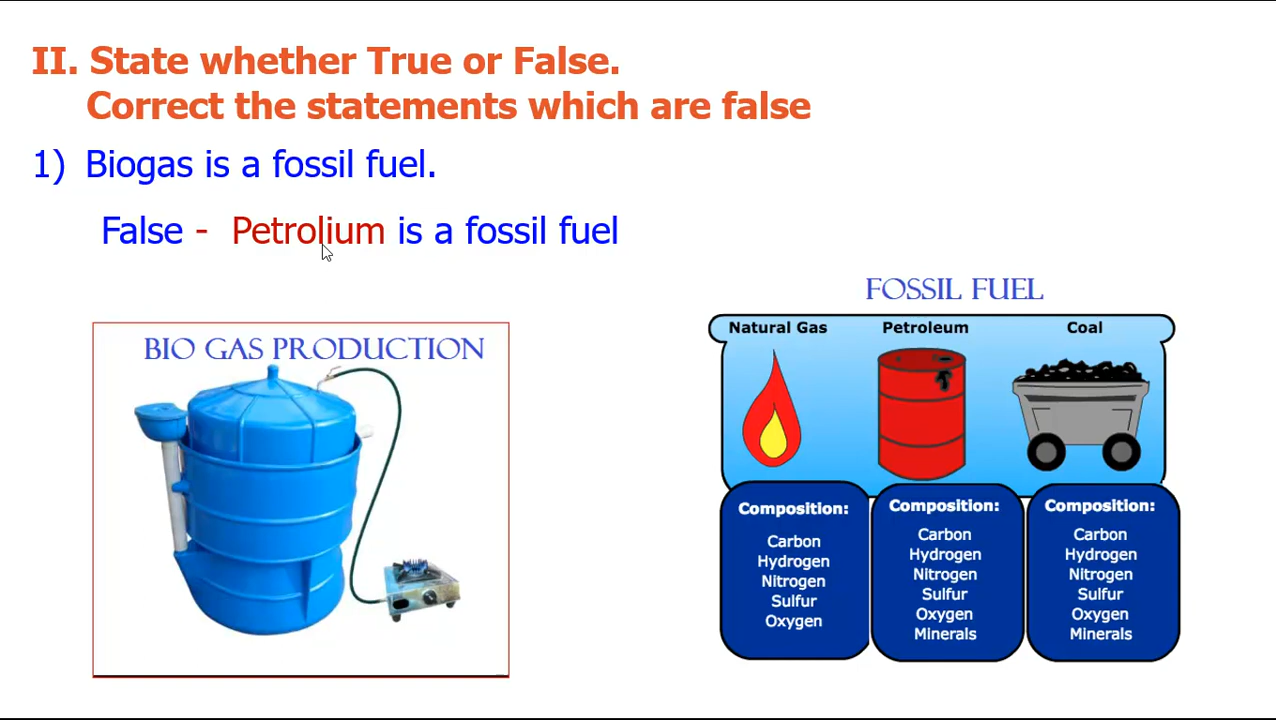 II. State whether True or False.
Correct the statements which are false
1) Biogas is a fossil fuel.
False - Petrolium is a fossil fuel
BIO GAS PRODUCTION
FOSSIL FUEL
Natural Gas
Petroleum
Coal
Composition:
Carbon
Hydrogen
Nitrogen
Sulfur
Oxygen
Composition:
Carbon
Hydrogen
Nitrogen
Sulfur
Oxygen
Minerals
Composition:
Carbon
Hydrogen
Nitrogen
Sulfur
Oxygen
Minerals